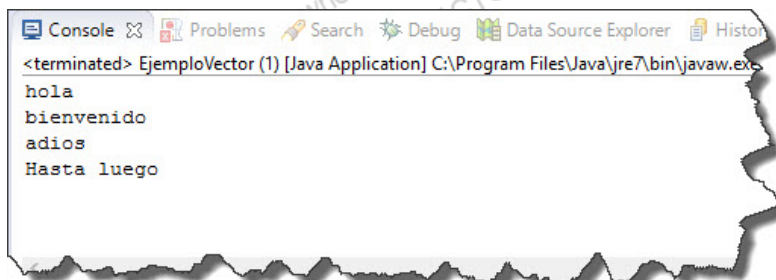 Console Problems Search Debug Data Source Explorer Histor
<terminated> EjemploVector (1) [Java Application] C:\Program Files\Java\jre7\bin\javaw.exe
hola
bienvenido
adios
Hasta luego